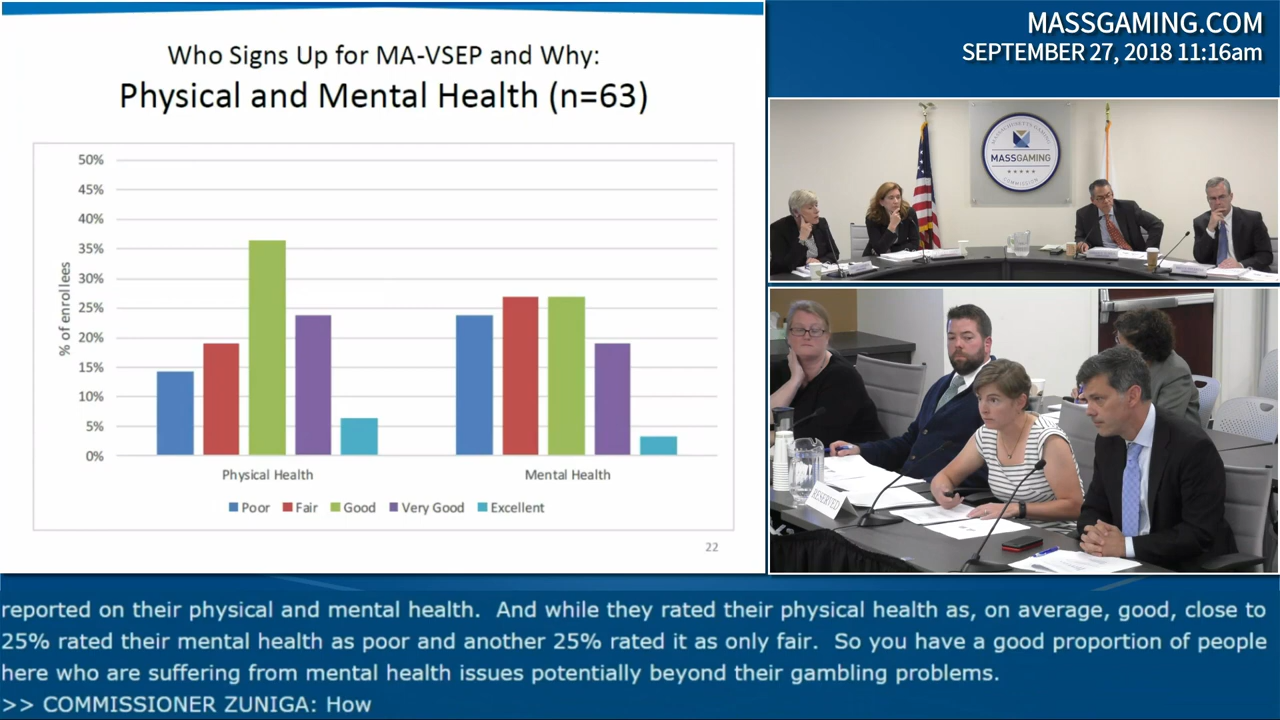 Who Signs Up for MA-VSEP and Why:
Physical and Mental Health (n=63)
50%
45%
40%
35%
30%
25%
20%
15%
10%
5%
0%
% of enrollees
Physical Health
Mental Health
Poor
Fair
Good
Very Good
Excellent
22
MASSGAMING.COM
SEPTEMBER 27, 2018 11:16am
MASSGAMING
COMMISSION
RESERVED
reported on their physical and mental health.  And while they rated their physical health as, on average, good, close to
25% rated their mental health as poor and another 25% rated it as only fair.  So you have a good proportion of people
here who are suffering from mental health issues potentially beyond their gambling problems.
>> COMMISSIONER ZUNIGA: How